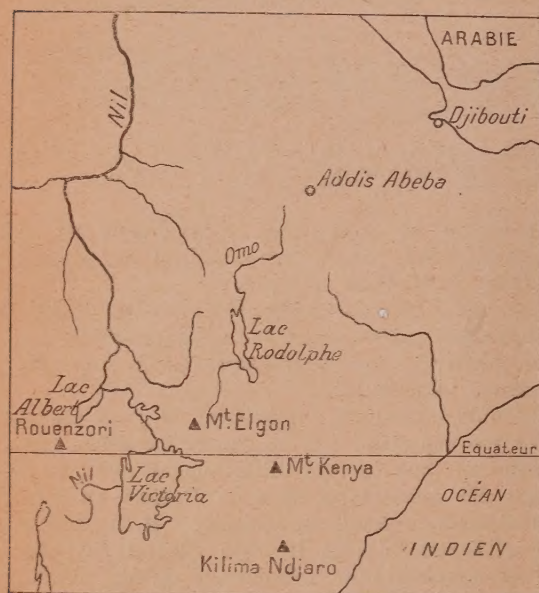 ARABIE
Nil
Djibouti
Addis Abeba
Omo
Lac
Rodolphe
Lac
Albert
Rouenzori
Mt. Elgon
Equateur
Mt. Kenya
Nil
Lac
Victoria
OCÉAN
INDIEN
Kilima Ndjaro